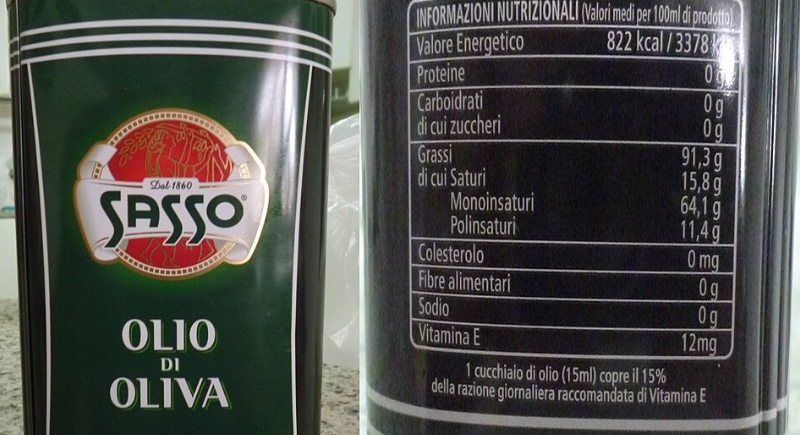 Dal 1860
SASSO®
OLIO
DI
OLIVA
INFORMAZIONI NUTRIZIONALI (Valori medi per 100ml di prodotto)
Valore Energetico 822 kcal / 3378 kJ
Proteine 0 g
Carboidrati 0 g
di cui zuccheri 0 g
Grassi 91,3 g
di cui Saturi 15,8 g
Monoinsaturi 64,1 g
Polinsaturi 11,4 g
Colesterolo 0 mg
Fibre alimentari 0 g
Sodio 0 g
Vitamina E 12mg
1 cucchiaio di olio (15ml) copre il 15%
della razione giornaliera raccomandata di Vitamina E